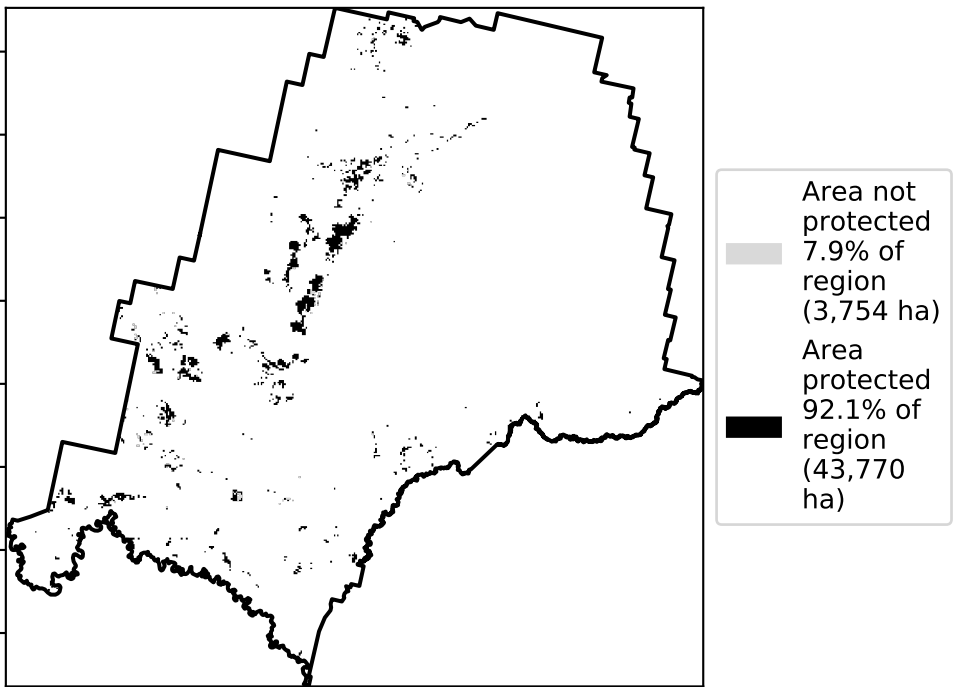 Area not
protected
7.9% of
region
(3,754 ha)
Area
protected
92.1% of
region
(43,770
ha)